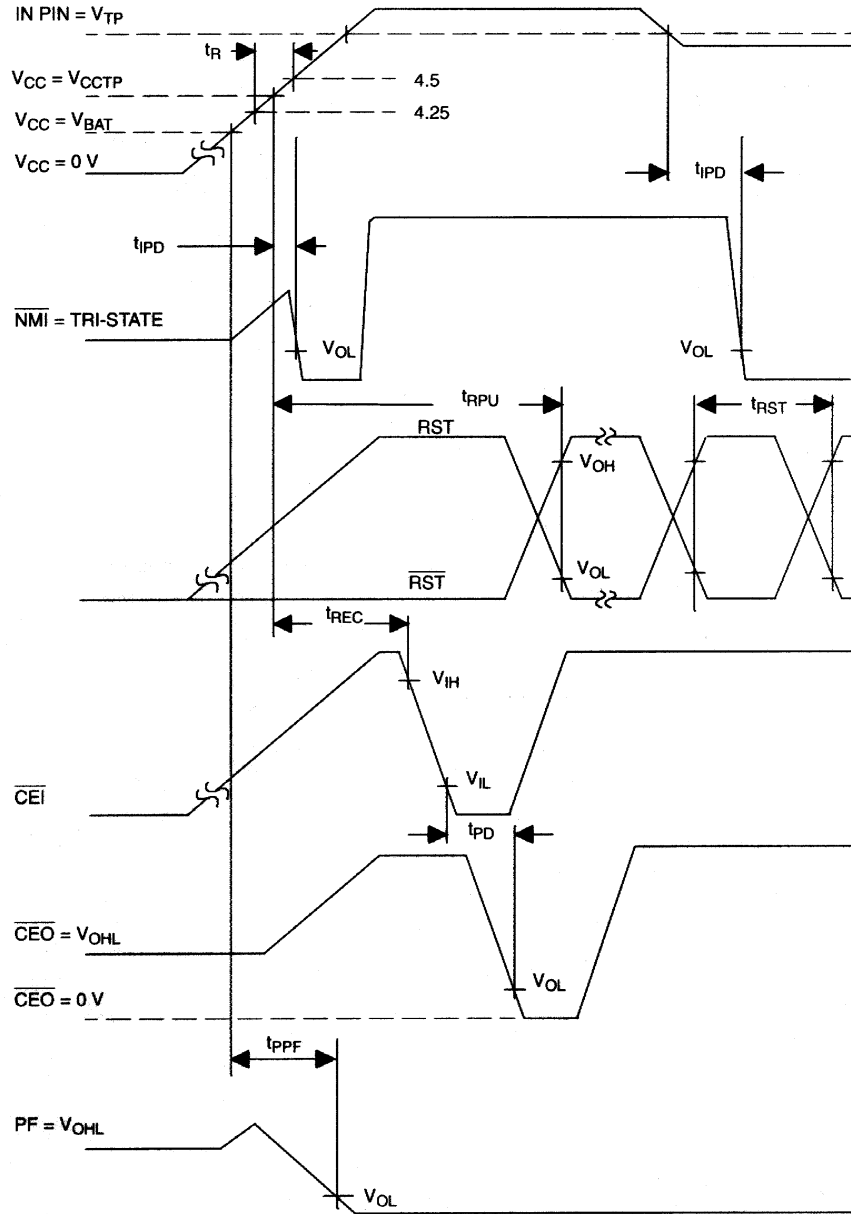 IN PIN = VTP
tR
VCC = VCCTP
4.5
4.25
VCC = VBAT
VCC = 0 V
tIPD
tIPD
NMI = TRI-STATE
VOL
VOL
tRPU
tRST
RST
VOH
VOL
RST
tREC
VIH
VIL
CEI
tPD
CEO = VOHL
VOL
CEO = 0 V
tPPF
PF = VOHL
VOL